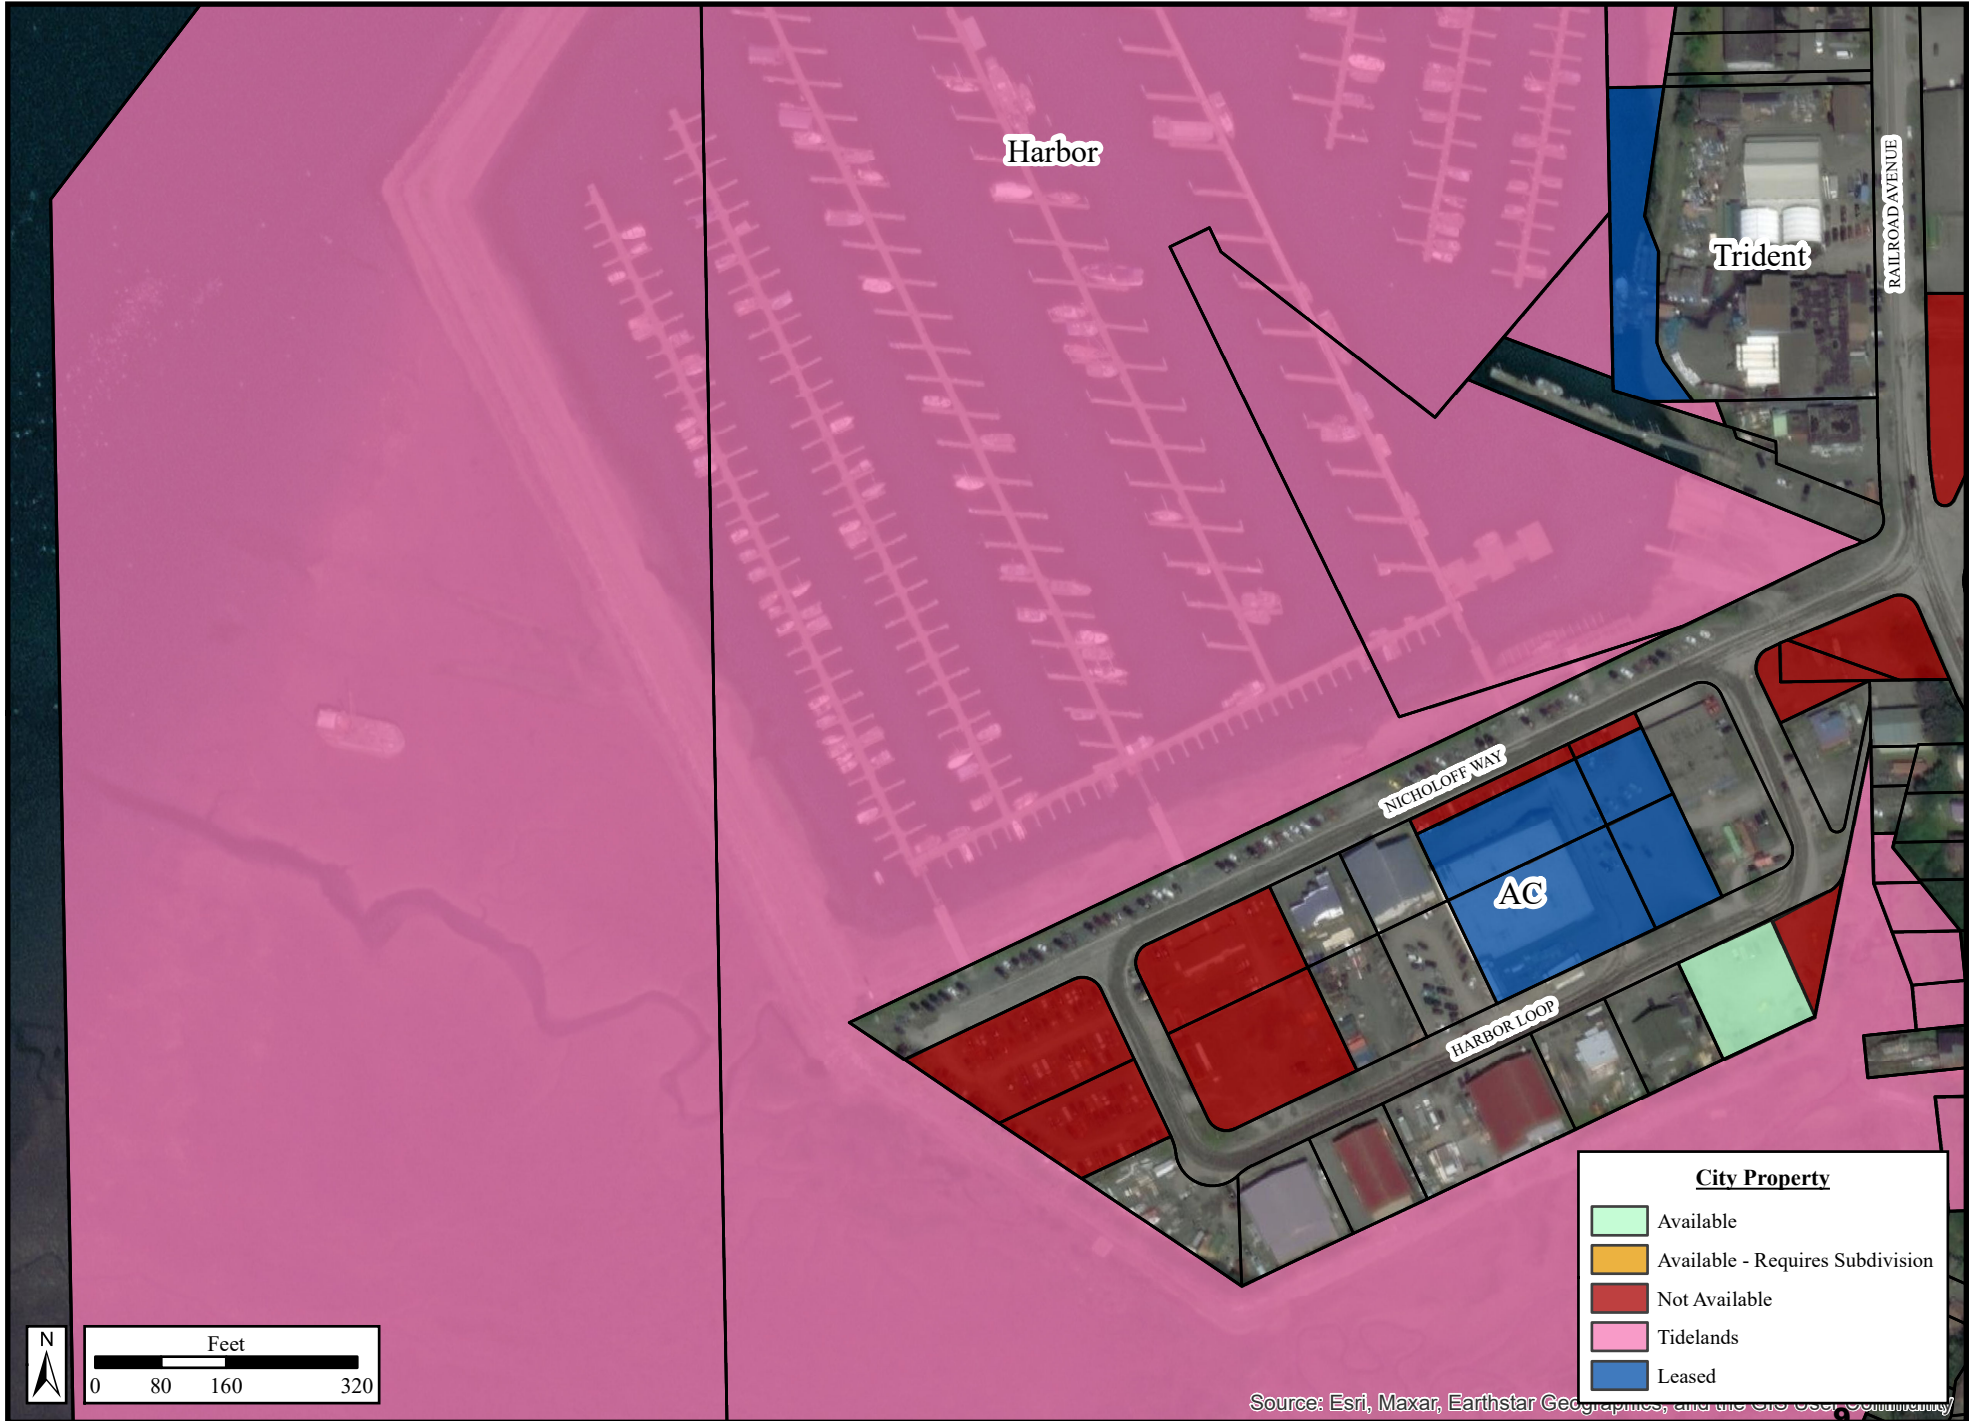 Harbor
Trident
RAILROAD AVENUE
NICHOLOFF WAY
AC
HARBOR LOOP
City Property
Available
Available - Requires Subdivision
Not Available
Tidelands
Leased
N
Feet
0 80 160 320
Source: Esri, Maxar, Earthstar Geographics, and the GIS User Community